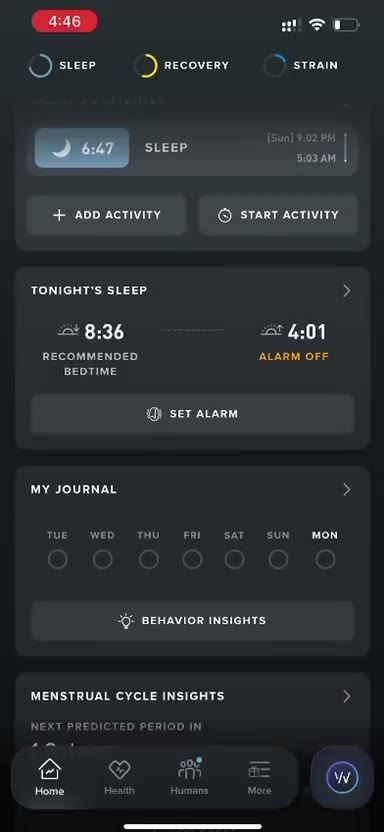 4:46
SLEEP RECOVERY STRAIN
6:47 SLEEP [Sun] 9:02 PM
5:03 AM
+ ADD ACTIVITY START ACTIVITY
TONIGHT'S SLEEP
8:36 4:01
RECOMMENDED BEDTIME ALARM OFF
SET ALARM
MY JOURNAL
TUE WED THU FRI SAT SUN MON
BEHAVIOR INSIGHTS
MENSTRUAL CYCLE INSIGHTS
NEXT PREDICTED PERIOD IN
Home Health Humans More